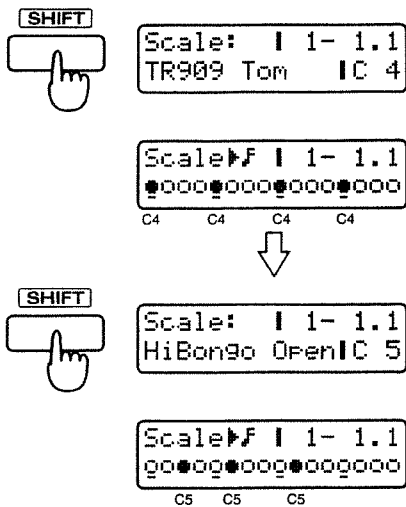 SHIFT
Scale: 1- 1.1
TR909 Tom C 4
Scale 1- 1.1
C4 C4 C4 C4
SHIFT
Scale: 1- 1.1
HiBongo Open C 5
Scale 1- 1.1
C5 C5 C5